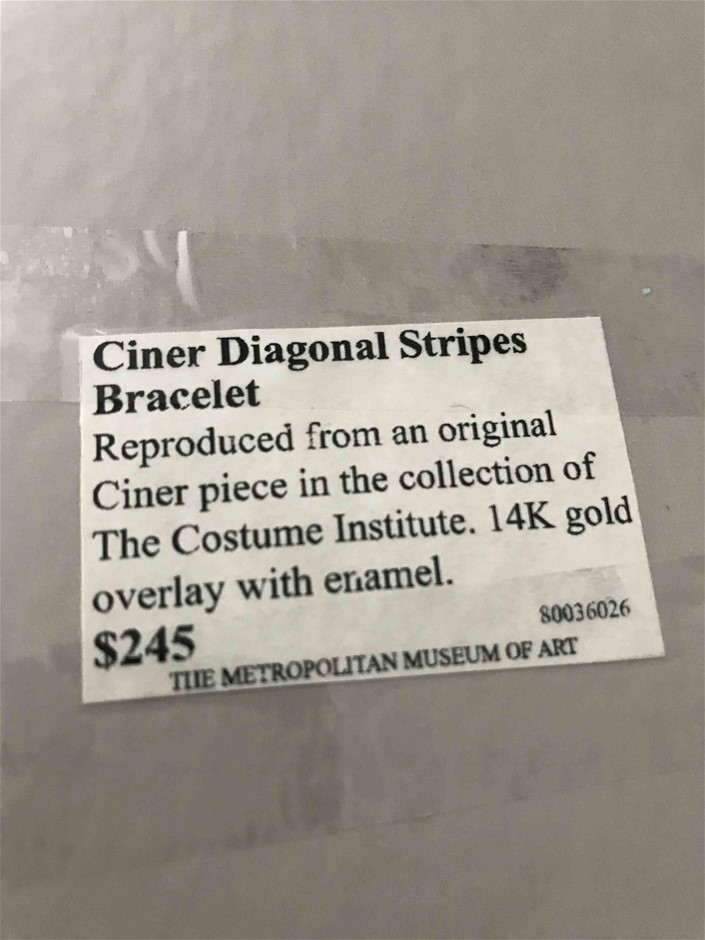 Ciner Diagonal Stripes
Bracelet
Reproduced from an original
Ciner piece in the collection of
The Costume Institute. 14K gold
overlay with enamel.
$245
80036026
THE METROPOLITAN MUSEUM OF ART